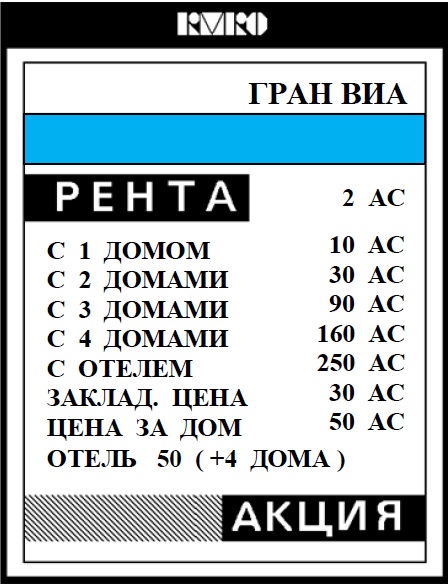 RMRO
ГРАН ВИА
РЕНТА 2 АС
С 1 ДОМОМ 10 АС
С 2 ДОМАМИ 30 АС
С 3 ДОМАМИ 90 АС
С 4 ДОМАМИ 160 АС
С ОТЕЛЕМ 250 АС
ЗАКЛАД. ЦЕНА 30 АС
ЦЕНА ЗА ДОМ 50 АС
ОТЕЛЬ 50 ( +4 ДОМА )
АКЦИЯ